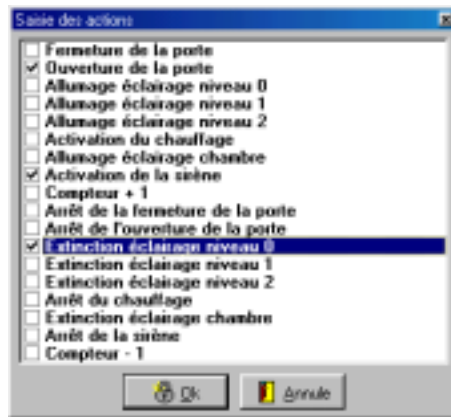 Saisie des actions
Fermeture de la porte
Ouverture de la porte
Allumage éclairage niveau 0
Allumage éclairage niveau 1
Allumage éclairage niveau 2
Activation du chauffage
Allumage éclairage chambre
Activation de la sirène
Compteur + 1
Arrêt de la fermeture de la porte
Arrêt de l'ouverture de la porte
Extinction éclairage niveau 0
Extinction éclairage niveau 1
Extinction éclairage niveau 2
Arrêt du chauffage
Extinction éclairage chambre
Arrêt de la sirène
Compteur - 1
Ok
Annule